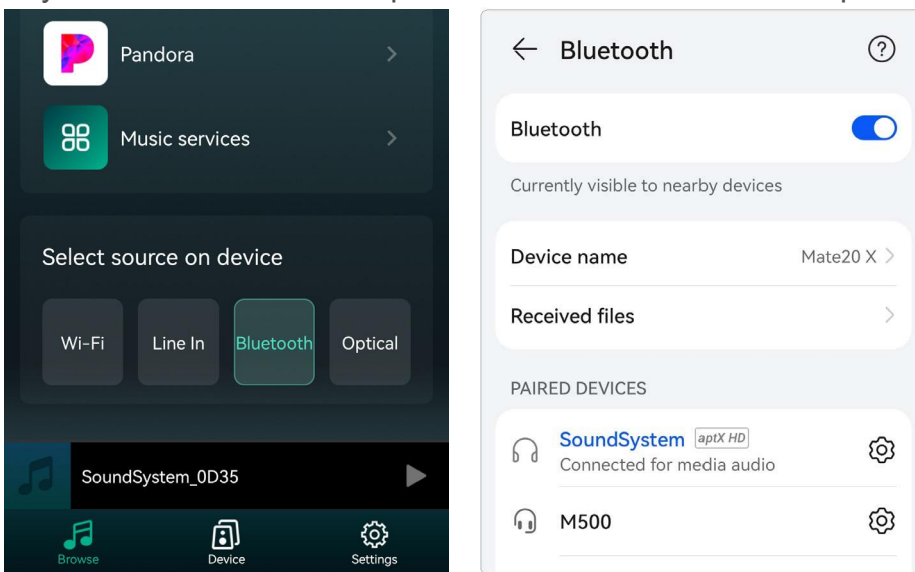 Pandora
Music services
Select source on device
Wi-Fi
Line In
Bluetooth
Optical
SoundSystem_0D35
Browse
Device
Settings
Bluetooth
Bluetooth
Currently visible to nearby devices
Device name Mate20 X
Received files
PAIRED DEVICES
SoundSystem aptX HD
Connected for media audio
M500